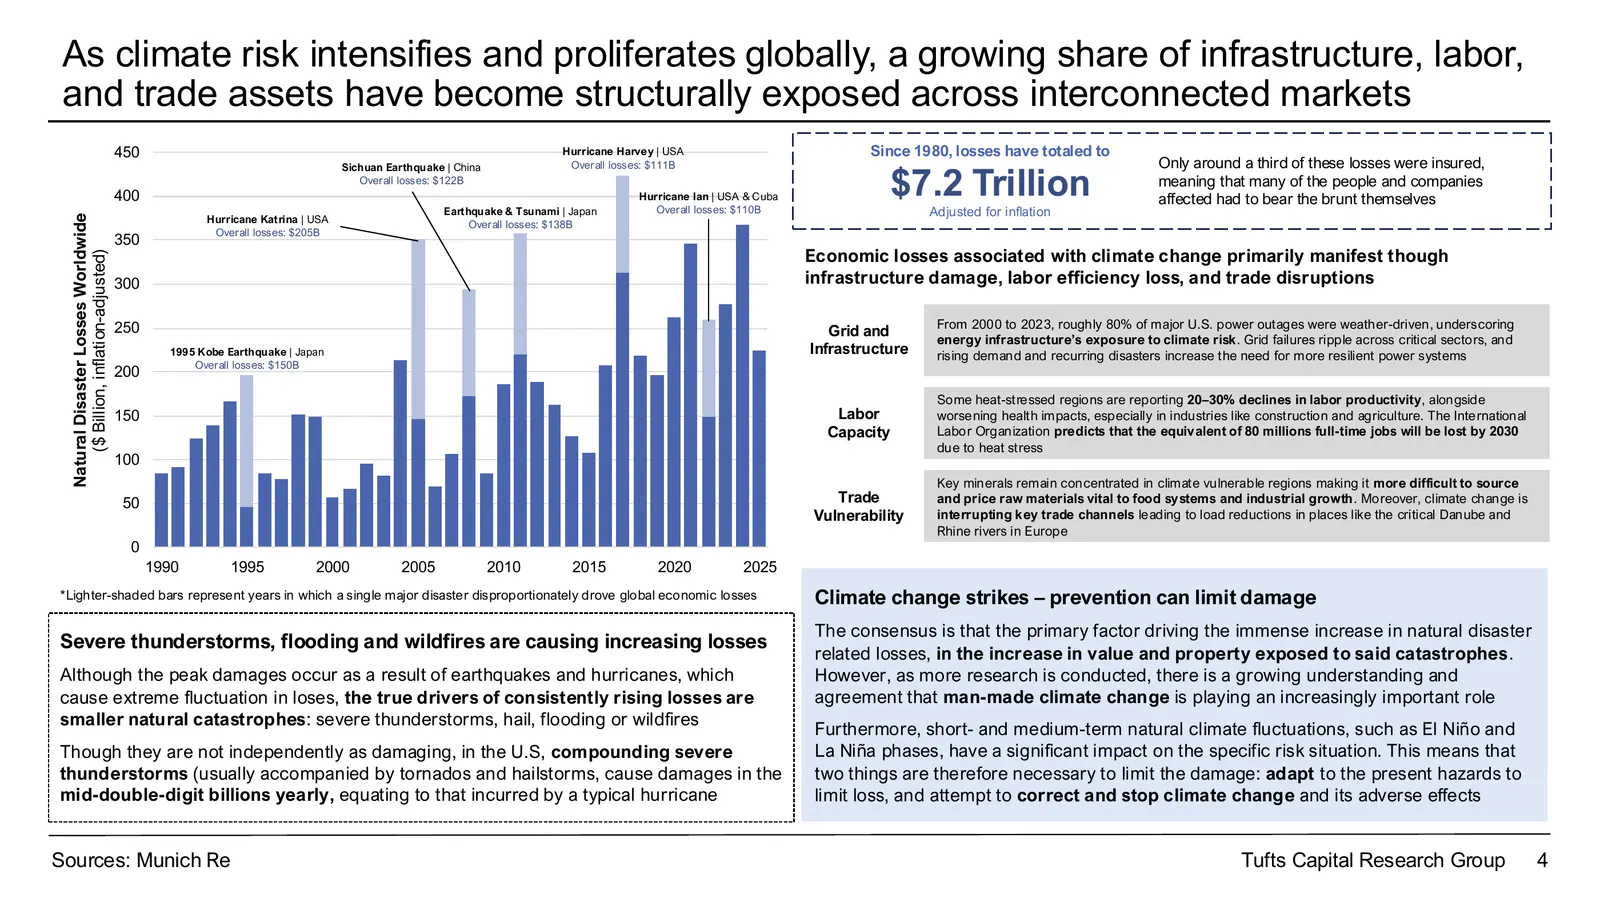 As climate risk intensifies and proliferates globally, a growing share of infrastructure, labor,
and trade assets have become structurally exposed across interconnected markets
Natural Disaster Losses Worldwide
($ Billion, inflation-adjusted)
450
400
350
300
250
200
150
100
50
0
1990
1995
2000
2005
2010
2015
2020
2025
1995 Kobe Earthquake | Japan
Overall losses: $150B
Hurricane Katrina | USA
Overall losses: $205B
Sichuan Earthquake | China
Overall losses: $122B
Earthquake & Tsunami | Japan
Overall losses: $138B
Hurricane Harvey | USA
Overall losses: $111B
Hurricane Ian | USA & Cuba
Overall losses: $110B
*Lighter-shaded bars represent years in which a single major disaster disproportionately drove global economic losses
Severe thunderstorms, flooding and wildfires are causing increasing losses
Although the peak damages occur as a result of earthquakes and hurricanes, which
cause extreme fluctuation in loses, the true drivers of consistently rising losses are
smaller natural catastrophes: severe thunderstorms, hail, flooding or wildfires
Though they are not independently as damaging, in the U.S, compounding severe
thunderstorms (usually accompanied by tornados and hailstorms, cause damages in the
mid-double-digit billions yearly, equating to that incurred by a typical hurricane
Since 1980, losses have totaled to
$7.2 Trillion
Adjusted for inflation
Only around a third of these losses were insured,
meaning that many of the people and companies
affected had to bear the brunt themselves
Economic losses associated with climate change primarily manifest though
infrastructure damage, labor efficiency loss, and trade disruptions
Grid and
Infrastructure
From 2000 to 2023, roughly 80% of major U.S. power outages were weather-driven, underscoring
energy infrastructure's exposure to climate risk. Grid failures ripple across critical sectors, and
rising demand and recurring disasters increase the need for more resilient power systems
Labor
Capacity
Some heat-stressed regions are reporting 20–30% declines in labor productivity, alongside
worsening health impacts, especially in industries like construction and agriculture. The International
Labor Organization predicts that the equivalent of 80 millions full-time jobs will be lost by 2030
due to heat stress
Trade
Vulnerability
Key minerals remain concentrated in climate vulnerable regions making it more difficult to source
and price raw materials vital to food systems and industrial growth. Moreover, climate change is
interrupting key trade channels leading to load reductions in places like the critical Danube and
Rhine rivers in Europe
Climate change strikes – prevention can limit damage
The consensus is that the primary factor driving the immense increase in natural disaster
related losses, in the increase in value and property exposed to said catastrophes.
However, as more research is conducted, there is a growing understanding and
agreement that man-made climate change is playing an increasingly important role
Furthermore, short- and medium-term natural climate fluctuations, such as El Niño and
La Niña phases, have a significant impact on the specific risk situation. This means that
two things are therefore necessary to limit the damage: adapt to the present hazards to
limit loss, and attempt to correct and stop climate change and its adverse effects
Sources: Munich Re
Tufts Capital Research Group
4